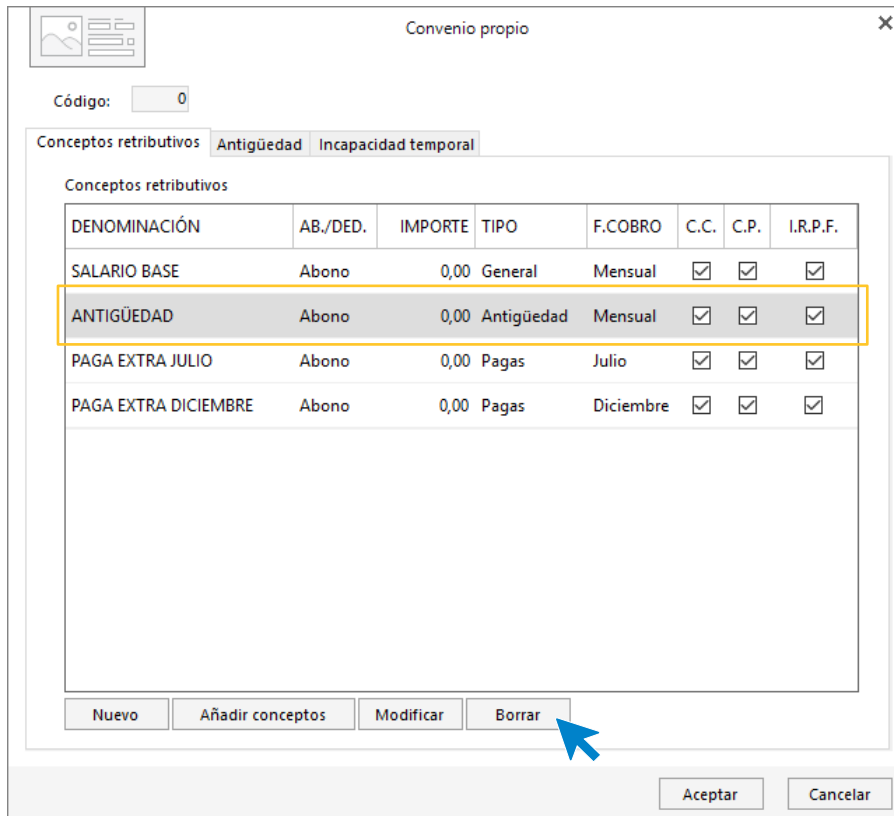 Convenio propio
Código: 0
Conceptos retributivos Antigüedad Incapacidad temporal
Conceptos retributivos
DENOMINACIÓN AB./DED. IMPORTE TIPO F.COBRO C.C. C.P. I.R.P.F.
SALARIO BASE Abono 0,00 General Mensual
ANTIGÜEDAD Abono 0,00 Antigüedad Mensual
PAGA EXTRA JULIO Abono 0,00 Pagas Julio
PAGA EXTRA DICIEMBRE Abono 0,00 Pagas Diciembre
Nuevo Añadir conceptos Modificar Borrar
Aceptar Cancelar